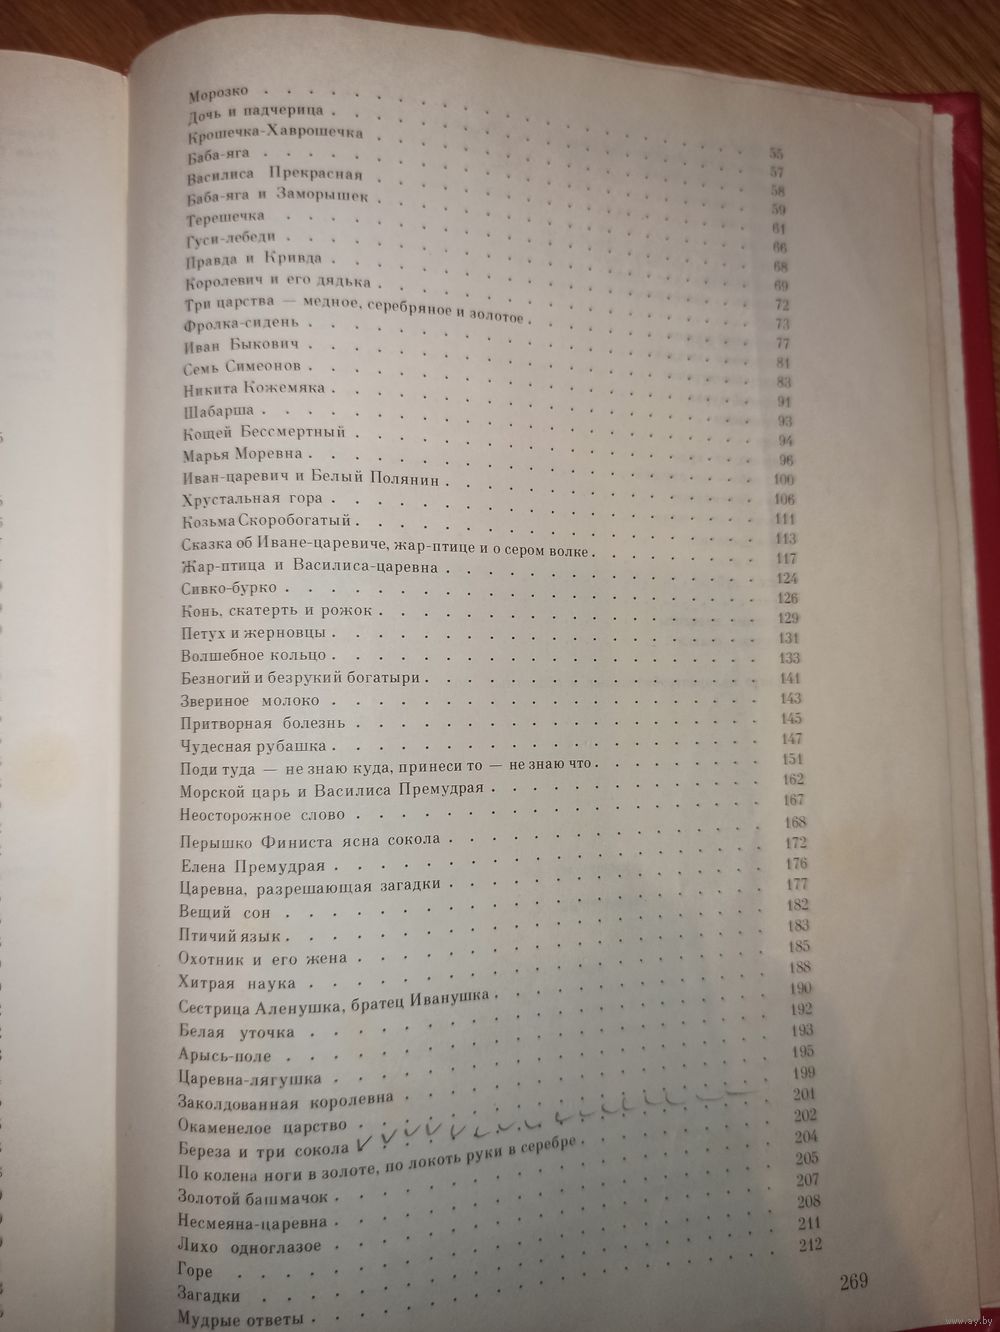 Морозко . . . 55
Дочь и падчерица . . . 57
Крошечка-Хаврошечка . . . 58
Баба-яга . . . 59
Василиса Прекрасная . . . 61
Баба-яга и Заморышек . . . 66
Терешечка . . . 68
Гуси-лебеди . . . 69
Правда и Кривда . . . 72
Королевич и его дядька . . . 73
Три царства — медное, серебряное и золотое . . . 77
Фролка-сидень . . . 81
Иван Быкович . . . 83
Семь Симеонов . . . 91
Никита Кожемяка . . . 93
Шабарша . . . 94
Кощей Бессмертный . . . 96
Марья Моревна . . . 100
Иван-царевич и Белый Полянин . . . 106
Хрустальная гора . . . 111
Козьма Скоробогатый . . . 113
Сказка об Иване-царевиче, жар-птице и о сером волке . . . 117
Жар-птица и Василиса-царевна . . . 124
Сивко-бурко . . . 126
Конь, скатерть и рожок . . . 129
Петух и жерновцы . . . 131
Волшебное кольцо . . . 133
Безногий и безрукий богатыри . . . 141
Звериное молоко . . . 143
Притворная болезнь . . . 145
Чудесная рубашка . . . 147
Поди туда — не знаю куда, принеси то — не знаю что . . . 151
Морской царь и Василиса Премудрая . . . 162
Неосторожное слово . . . 167
Перышко Финиста ясна сокола . . . 168
Елена Премудрая . . . 172
Царевна, разрешающая загадки . . . 176
Вещий сон . . . 177
Птичий язык . . . 182
Охотник и его жена . . . 183
Хитрая наука . . . 185
Сестрица Аленушка, братец Иванушка . . . 188
Белая уточка . . . 190
Арысь-поле . . . 192
Царевна-лягушка . . . 193
Заколдованная королевна . . . 195
Окаменелое царство . . . 199
Береза и три сокола . . . 201
По колена ноги в золоте, по локоть руки в серебре . . . 202
Золотой башмачок . . . 204
Несмеяна-царевна . . . 205
Лихо одноглазое . . . 207
Горе . . . 208
Загадки . . . 211
Мудрые ответы . . . 212
269
www.ay.by